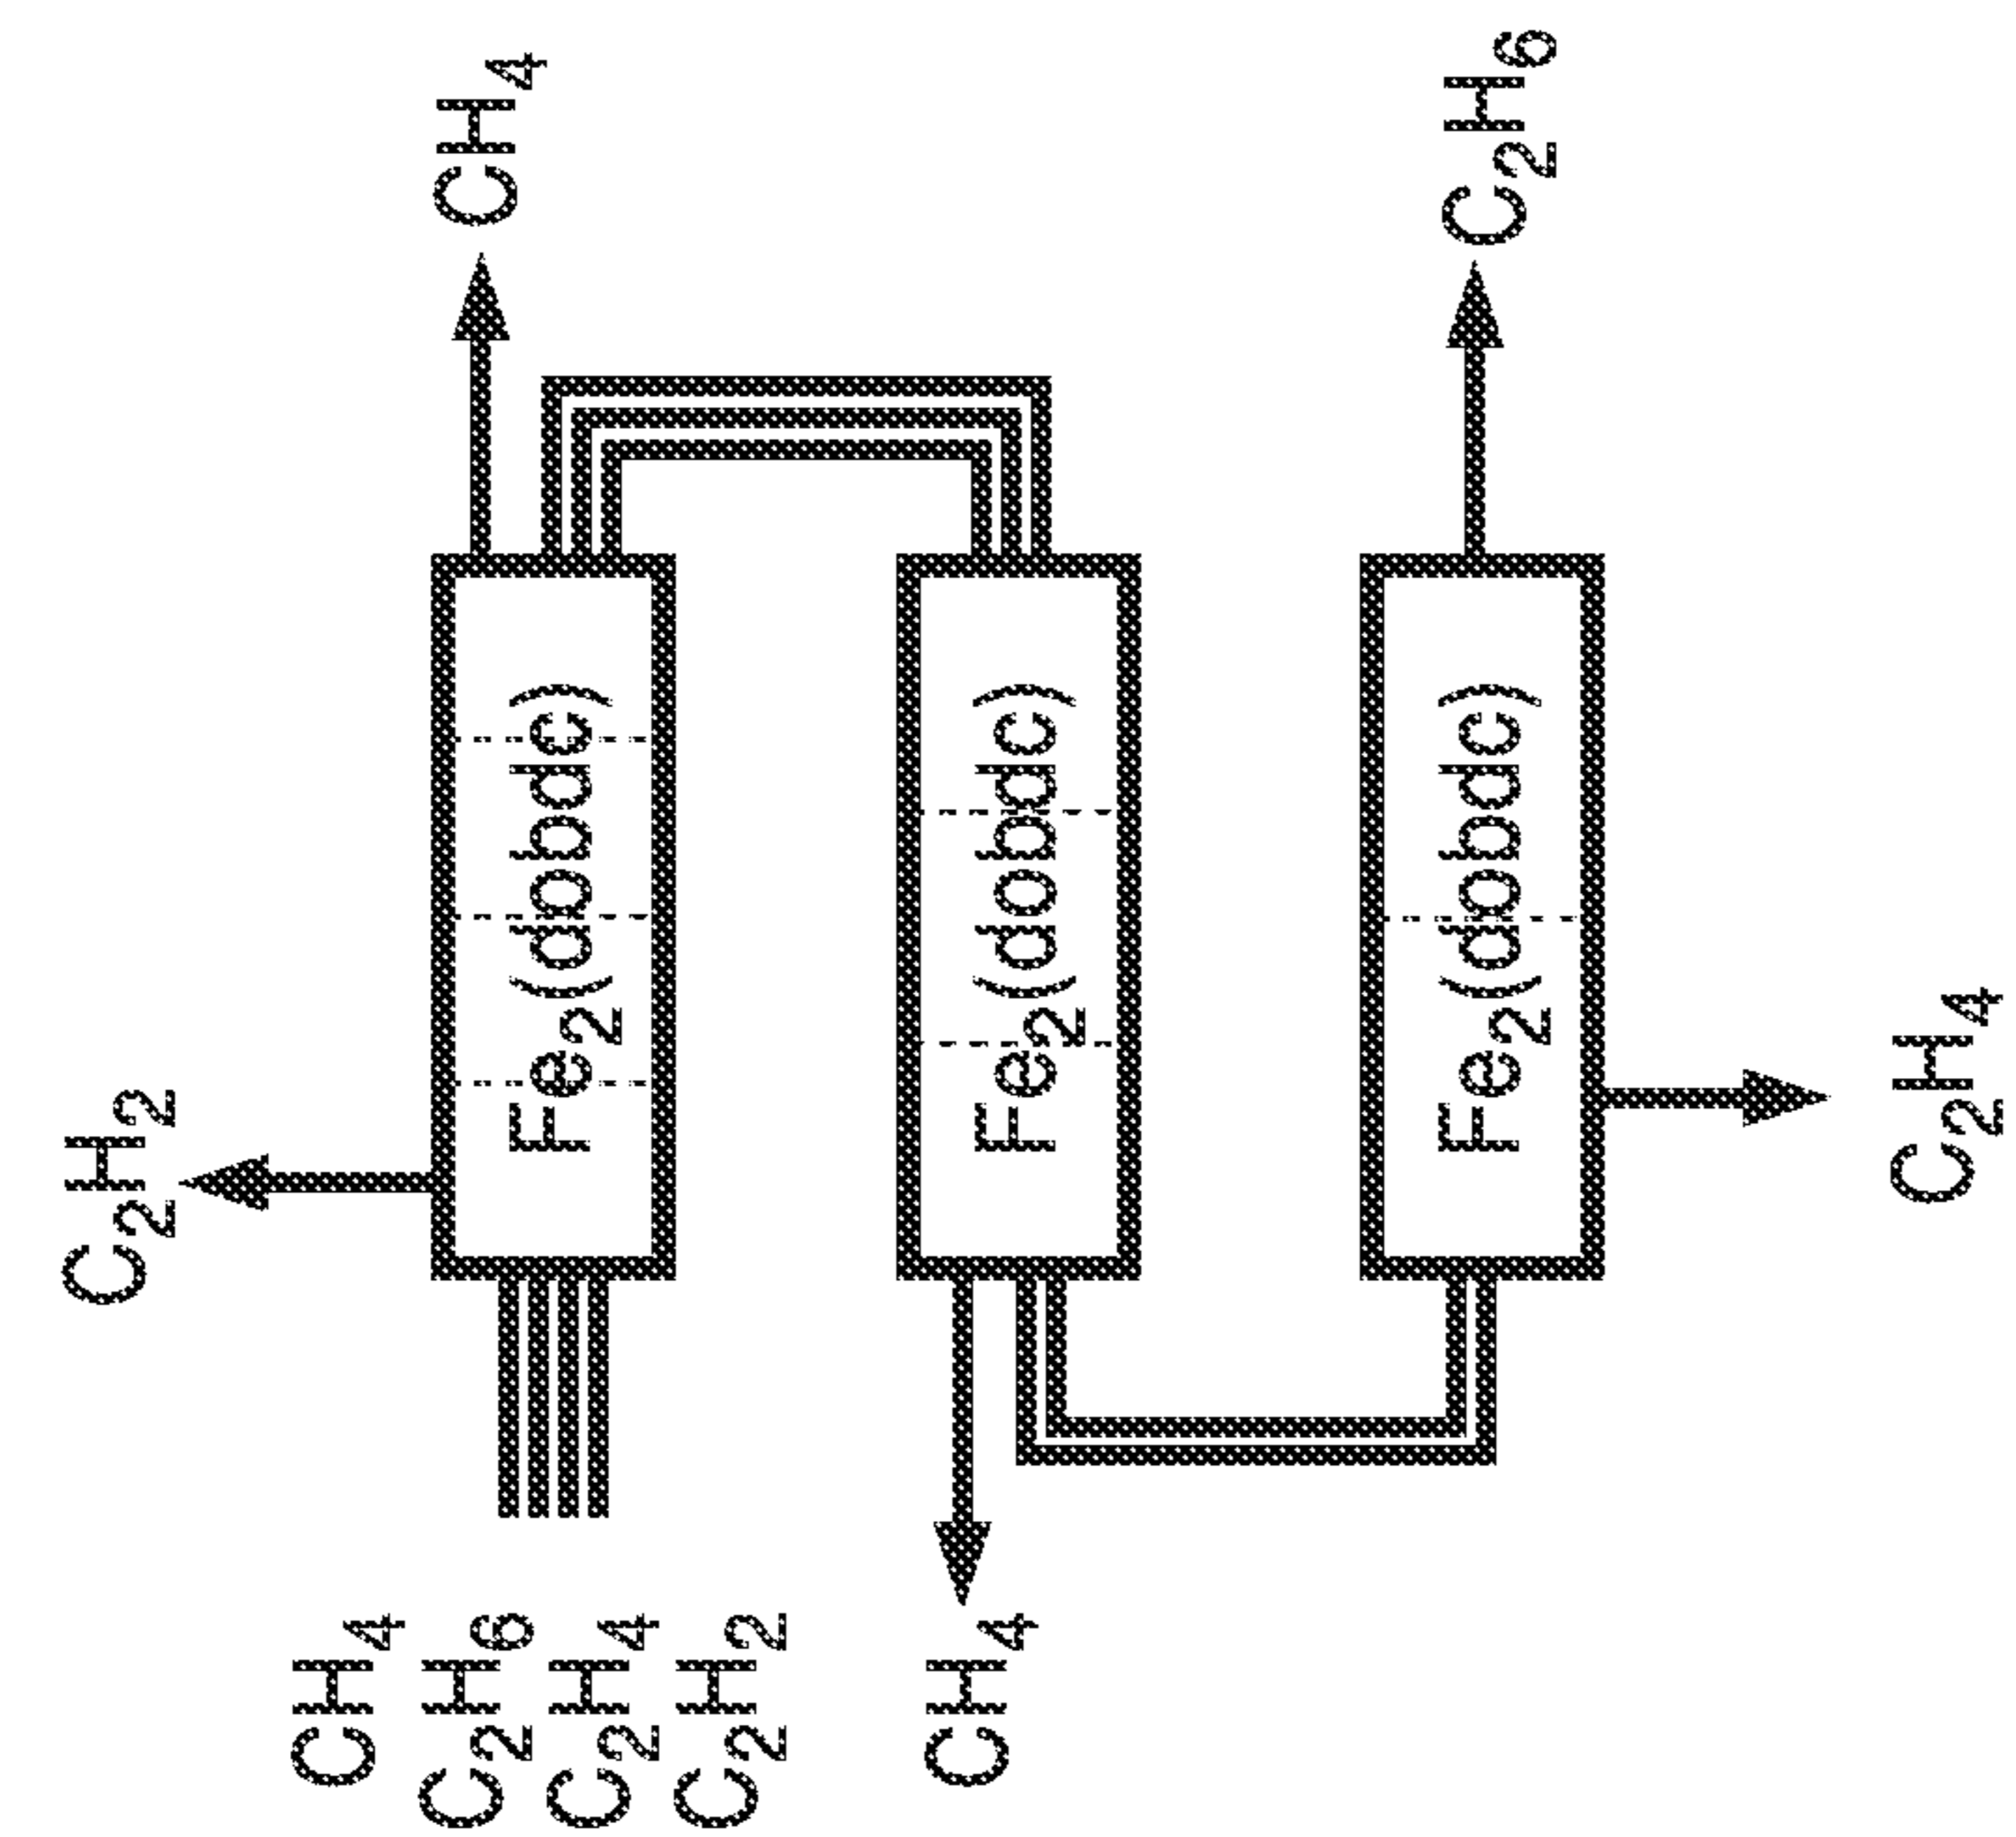 C₂H₂
CH₄
C₂H₆
C₂H₄
C₂H₂
Fe₂(dobdc)
CH₄
CH₄
Fe₂(dobdc)
Fe₂(dobdc)
C₂H₆
C₂H₄